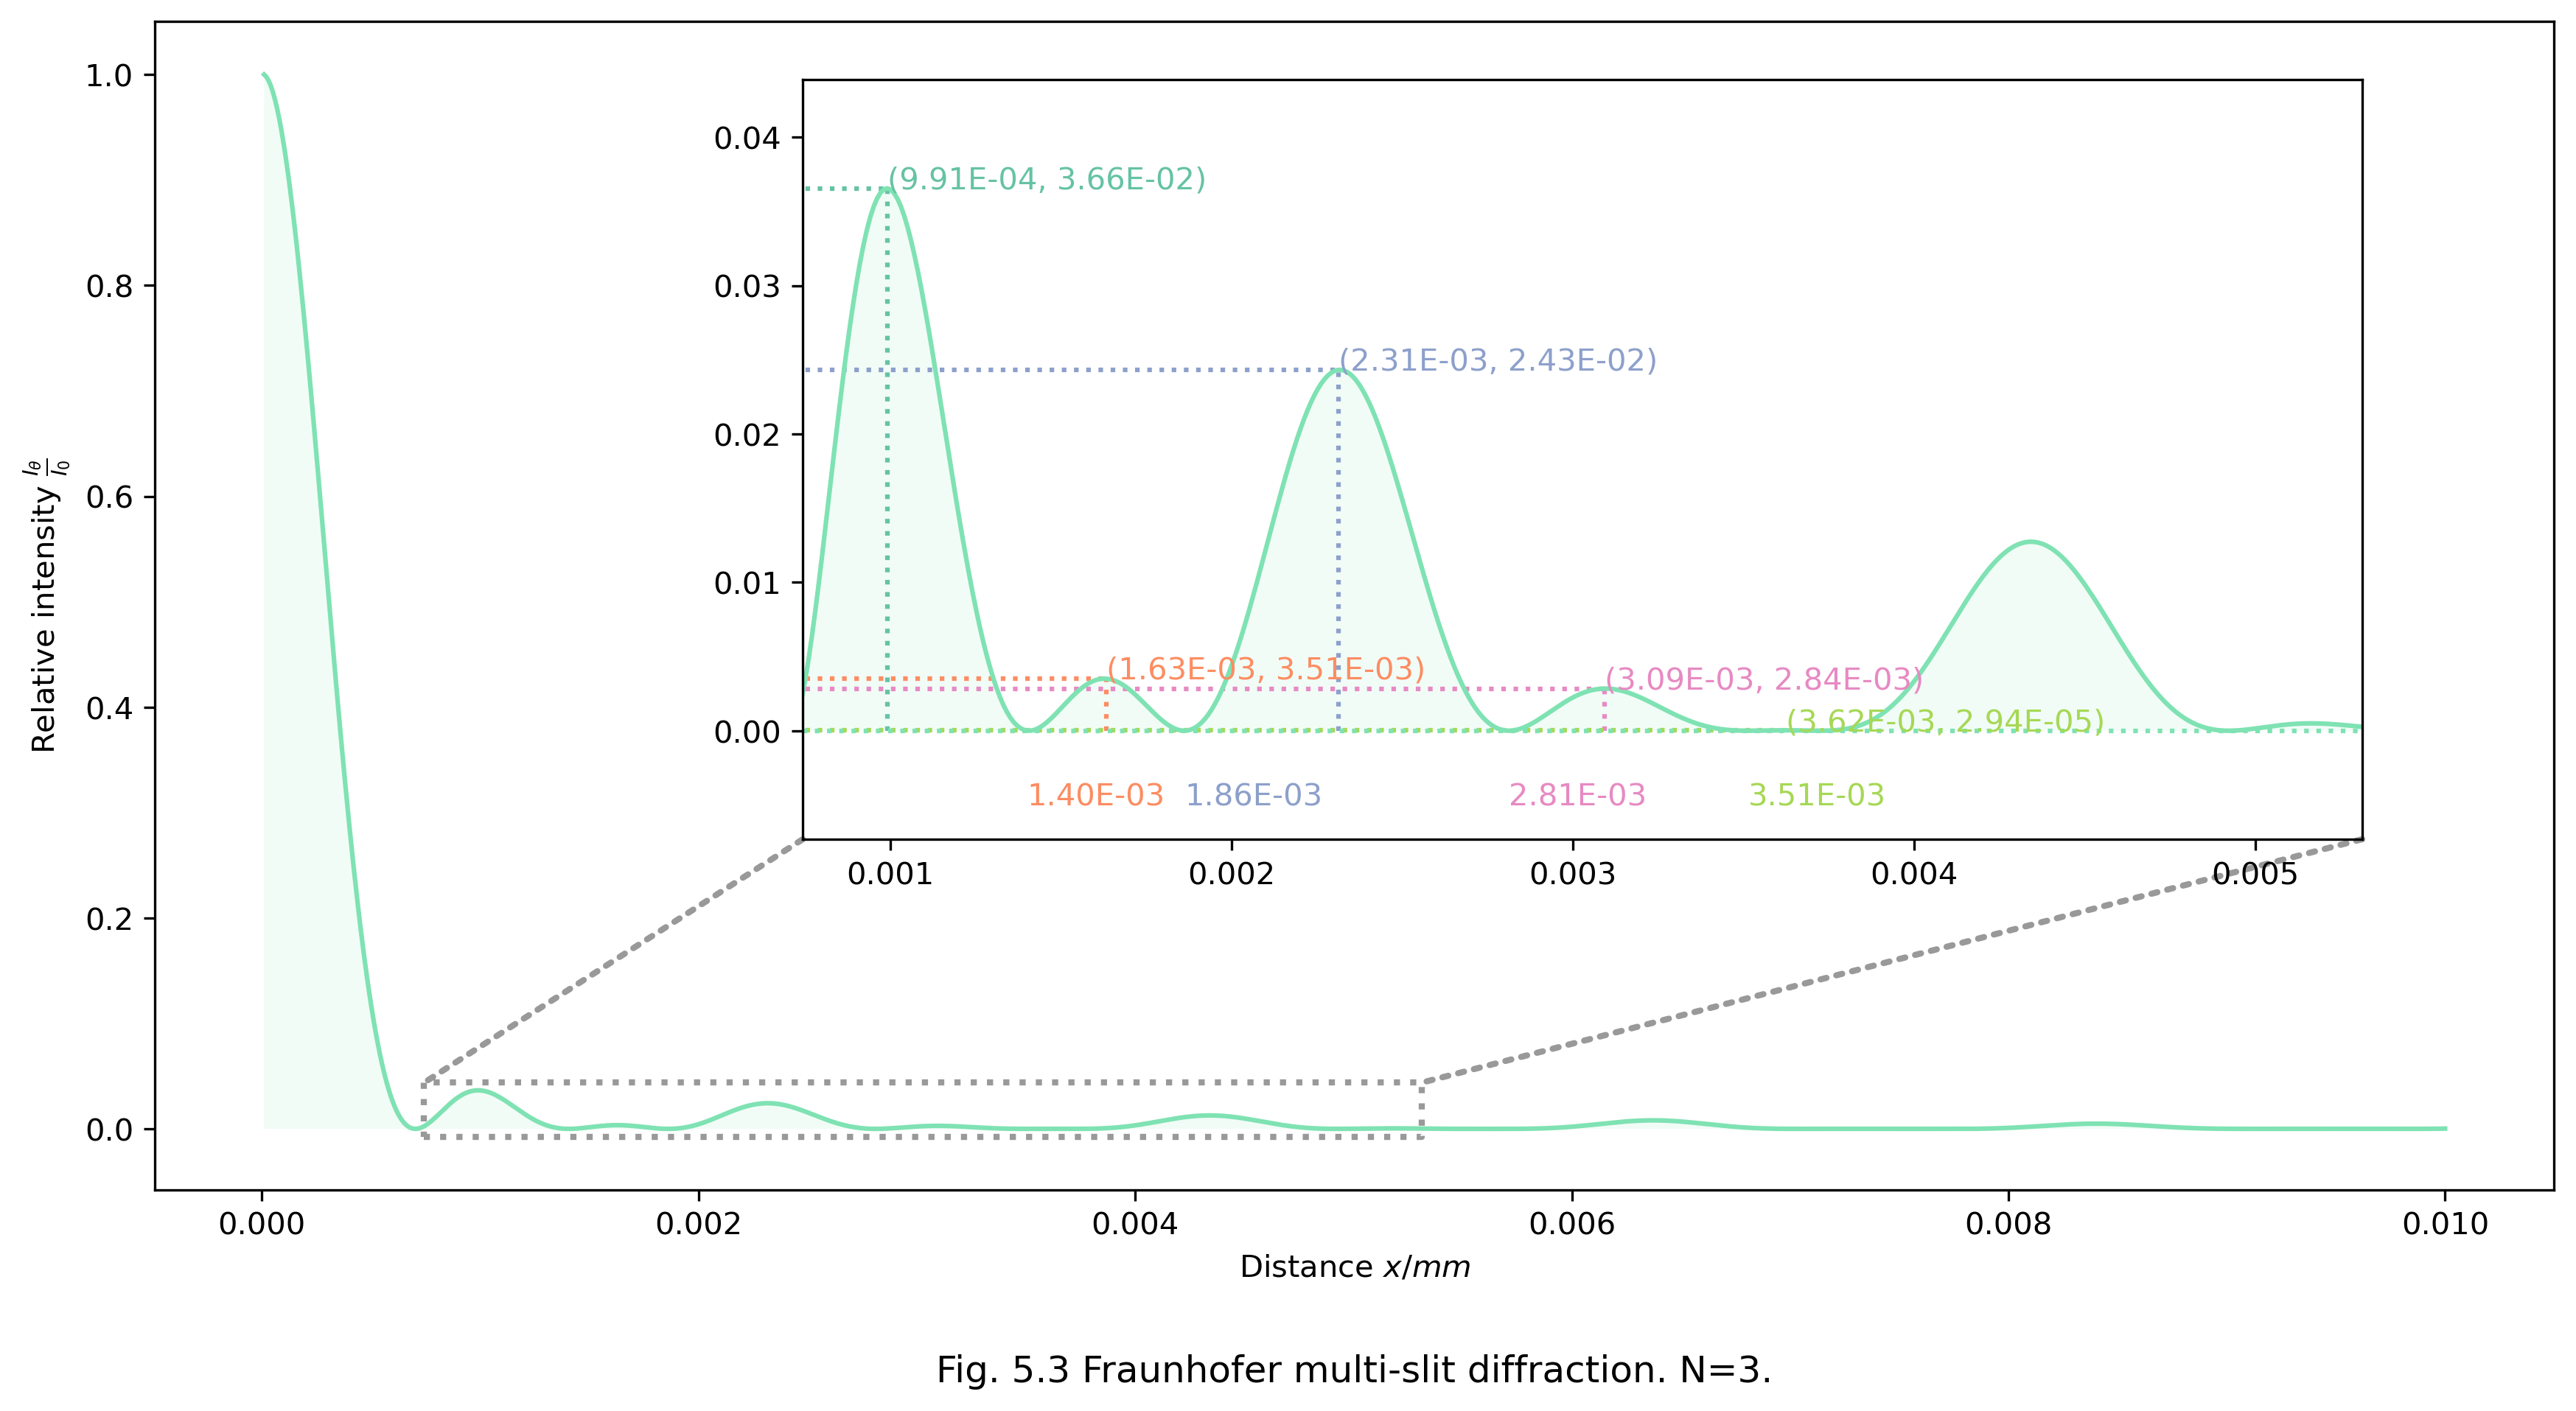 1.0
0.8
0.6
0.4
0.2
0.0
Relative intensity I_θ/I_0
0.04
0.03
0.02
0.01
0.00
(9.91E-04, 3.66E-02)
(2.31E-03, 2.43E-02)
(1.63E-03, 3.51E-03)
(3.09E-03, 2.84E-03)
(3.62E-03, 2.94E-05)
1.40E-03 1.86E-03 2.81E-03 3.51E-03
0.001 0.002 0.003 0.004 0.005
0.000 0.002 0.004 0.006 0.008 0.010
Distance x/mm
Fig. 5.3 Fraunhofer multi-slit diffraction. N=3.